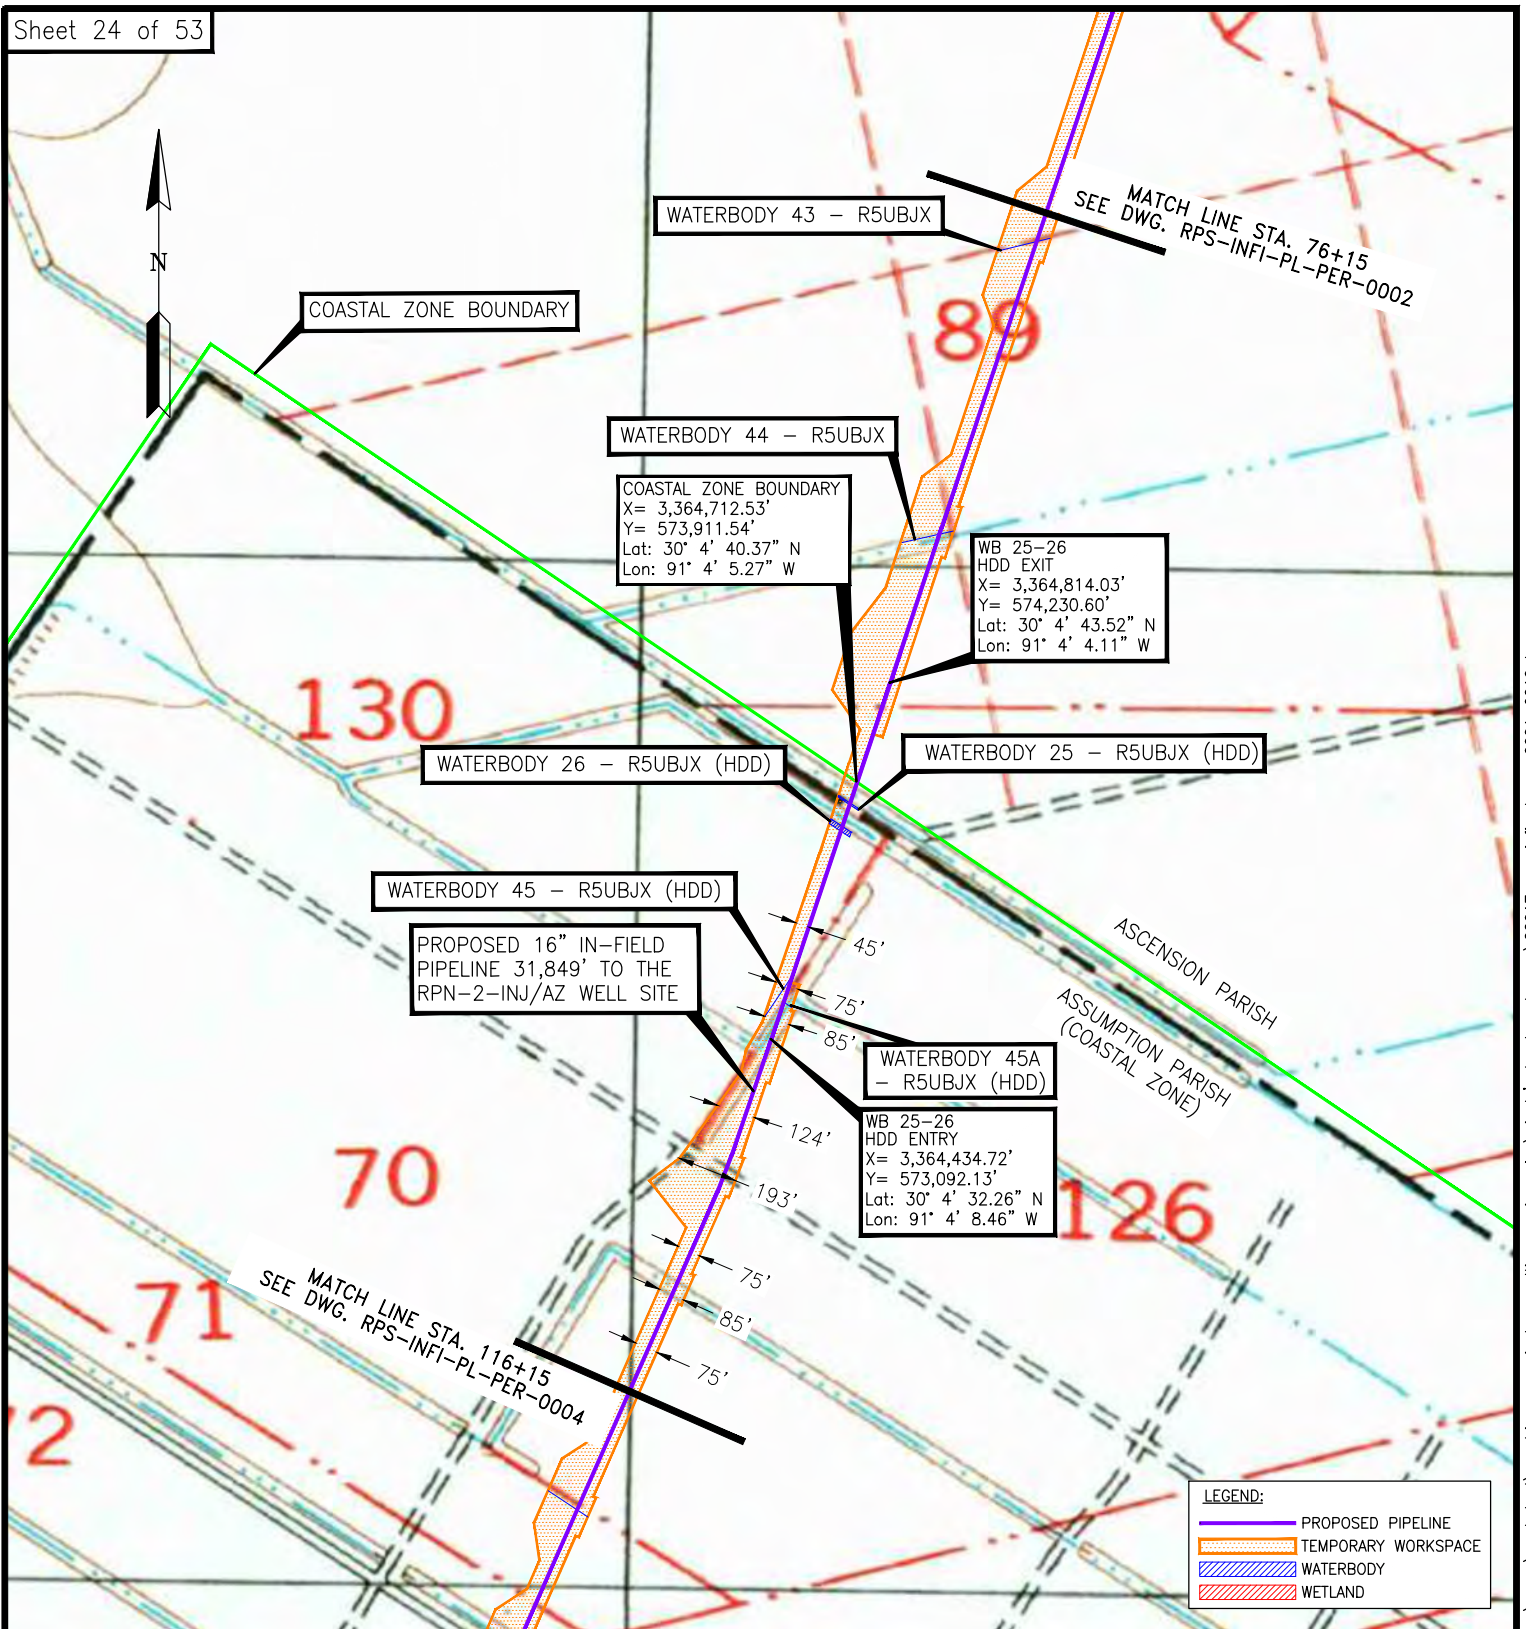 Sheet 24 of 53
N
WATERBODY 43 – R5UBJX
MATCH LINE STA. 76+15
SEE DWG. RPS–INFI–PL–PER–0002
COASTAL ZONE BOUNDARY
89
WATERBODY 44 – R5UBJX
COASTAL ZONE BOUNDARY
X= 3,364,712.53'
Y= 573,911.54'
Lat: 30° 4' 40.37" N
Lon: 91° 4' 5.27" W
WB 25–26
HDD EXIT
X= 3,364,814.03'
Y= 574,230.60'
Lat: 30° 4' 43.52" N
Lon: 91° 4' 4.11" W
130
WATERBODY 26 – R5UBJX (HDD)
WATERBODY 25 – R5UBJX (HDD)
WATERBODY 45 – R5UBJX (HDD)
45'
ASCENSION PARISH
PROPOSED 16" IN–FIELD
PIPELINE 31,849' TO THE
RPN–2–INJ/AZ WELL SITE
75'
85'
ASSUMPTION PARISH
(COASTAL ZONE)
WATERBODY 45A
– R5UBJX (HDD)
124'
WB 25–26
HDD ENTRY
X= 3,364,434.72'
Y= 573,092.13'
Lat: 30° 4' 32.26" N
Lon: 91° 4' 8.46" W
70
193'
126
75'
71
85'
MATCH LINE STA. 116+15
SEE DWG. RPS–INFI–PL–PER–0004
75'
72
LEGEND:
PROPOSED PIPELINE
TEMPORARY WORKSPACE
WATERBODY
WETLAND